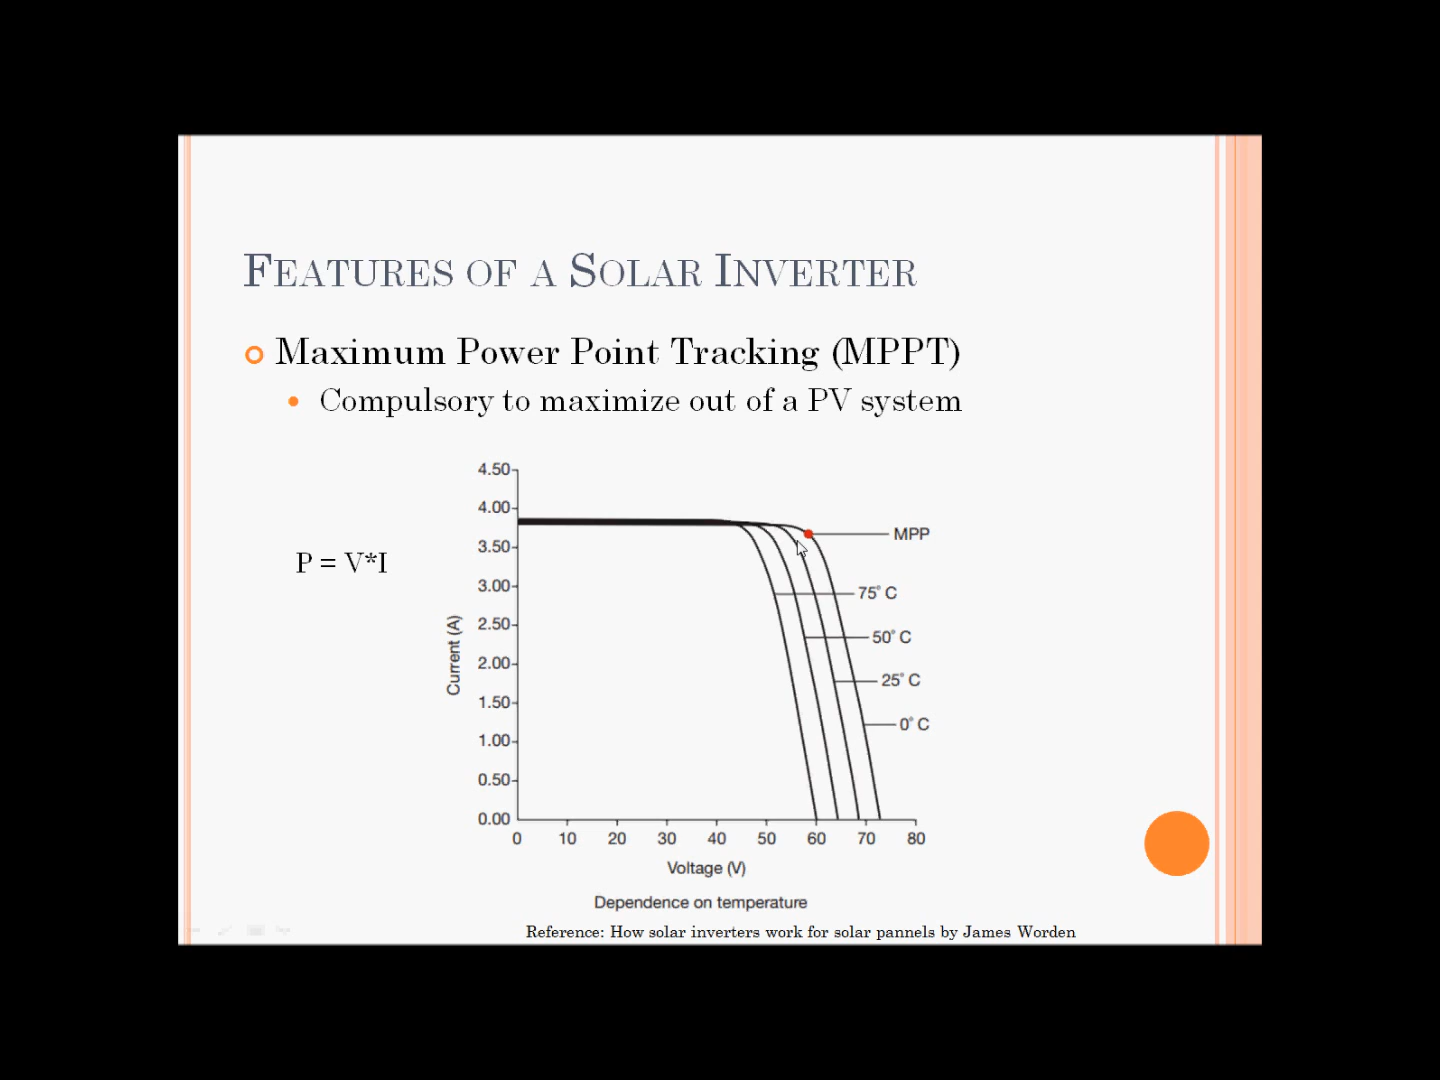 FEATURES OF A SOLAR INVERTER
Maximum Power Point Tracking (MPPT)
Compulsory to maximize out of a PV system
P = V*I
4.50
4.00
3.50
3.00
2.50
2.00
1.50
1.00
0.50
0.00
Current (A)
MPP
75° C
50° C
25° C
0° C
0 10 20 30 40 50 60 70 80
Voltage (V)
Dependence on temperature
Reference: How solar inverters work for solar pannels by James Worden